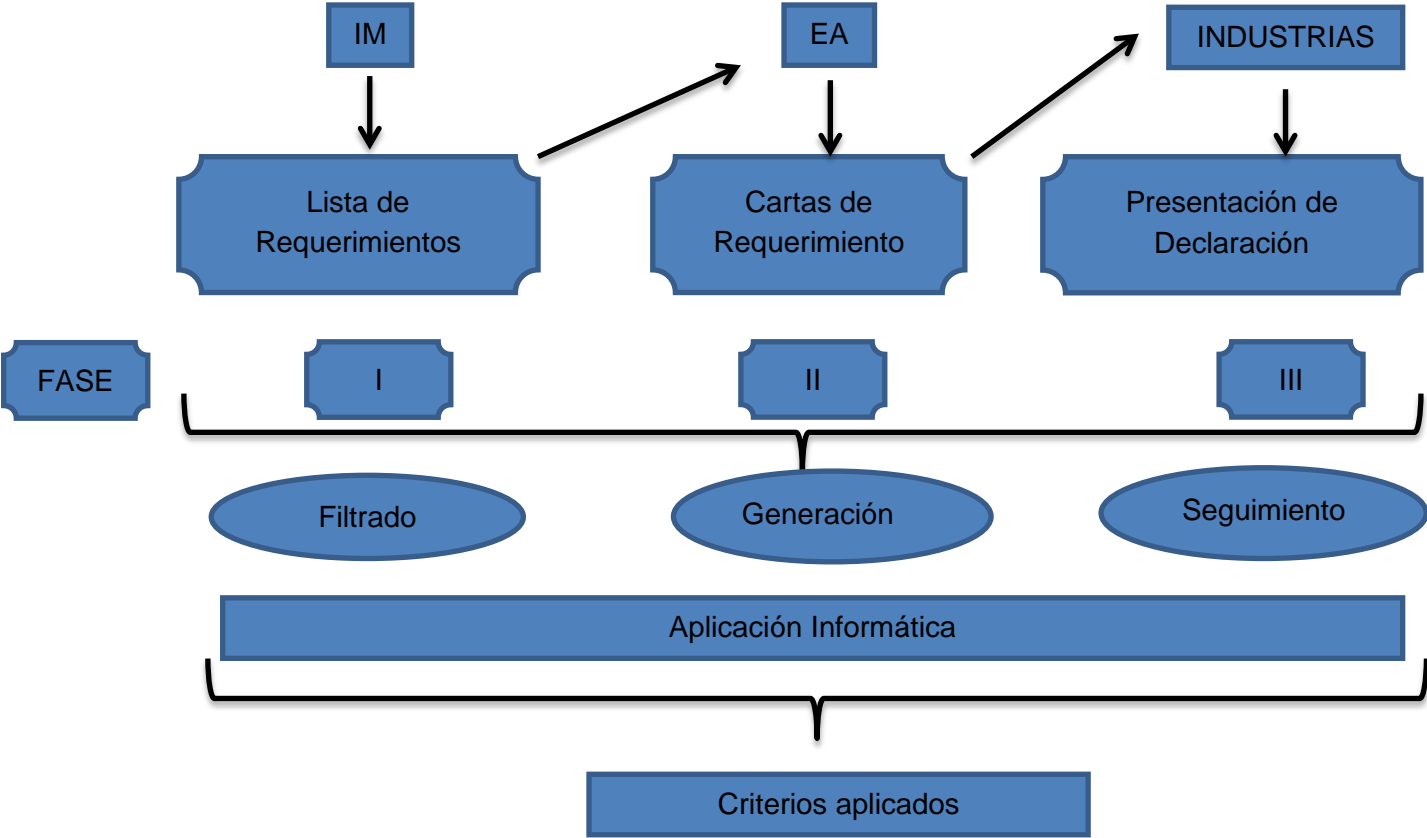 IM
EA
INDUSTRIAS
Lista de
Requerimientos
Cartas de
Requerimiento
Presentación de
Declaración
FASE
I
II
III
Filtrado
Generación
Seguimiento
Aplicación Informática
Criterios aplicados